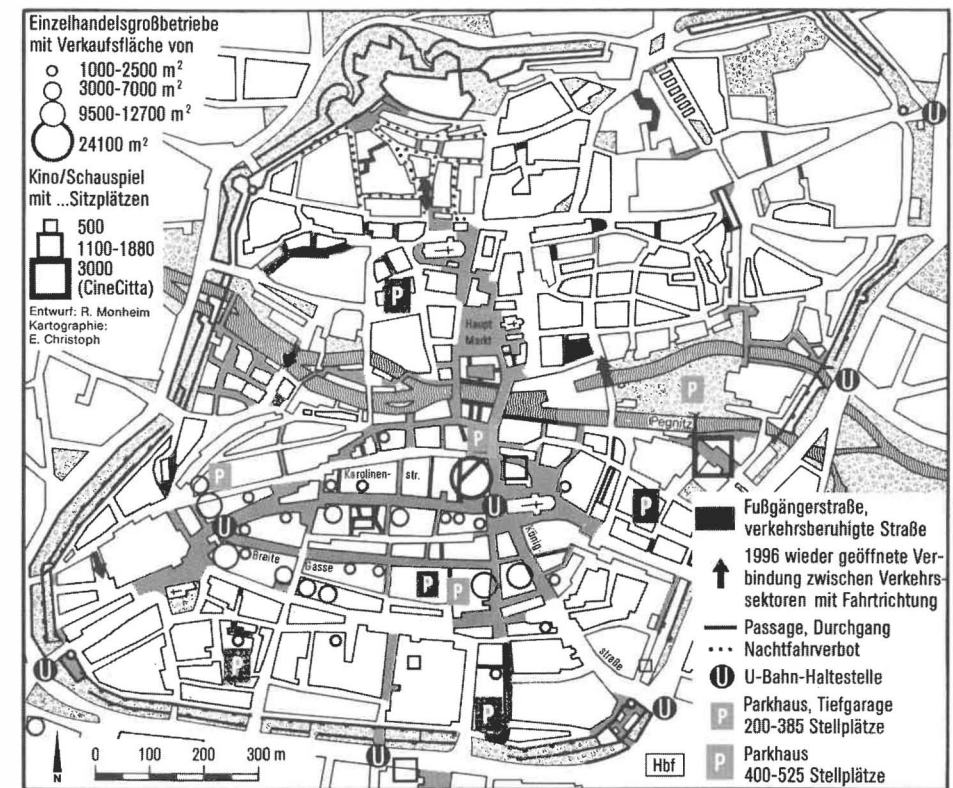 Einzelhandelsgroßbetriebe
mit Verkaufsfläche von
1000-2500 m²
3000-7000 m²
9500-12700 m²
24100 m²
Kino/Schauspiel
mit ...Sitzplätzen
500
1100-1880
3000
(CineCitta)
Entwurf: R. Monheim
Kartographie:
E. Christoph
U
P
Haupt
Markt
U
P
Pegnitz
P
P
Karolinen-
str.
U
P
König
U
Breite
Gasse
P
P
straße
P
P
U
U
U
N
0 100 200 300 m
Hbf
Fußgängerstraße,
verkehrsberuhigte Straße
1996 wieder geöffnete Ver-
bindung zwischen Verkehrs-
sektoren mit Fahrtrichtung
Passage, Durchgang
Nachtfahrverbot
U U-Bahn-Haltestelle
P Parkhaus, Tiefgarage
200-385 Stellplätze
P Parkhaus
400-525 Stellplätze